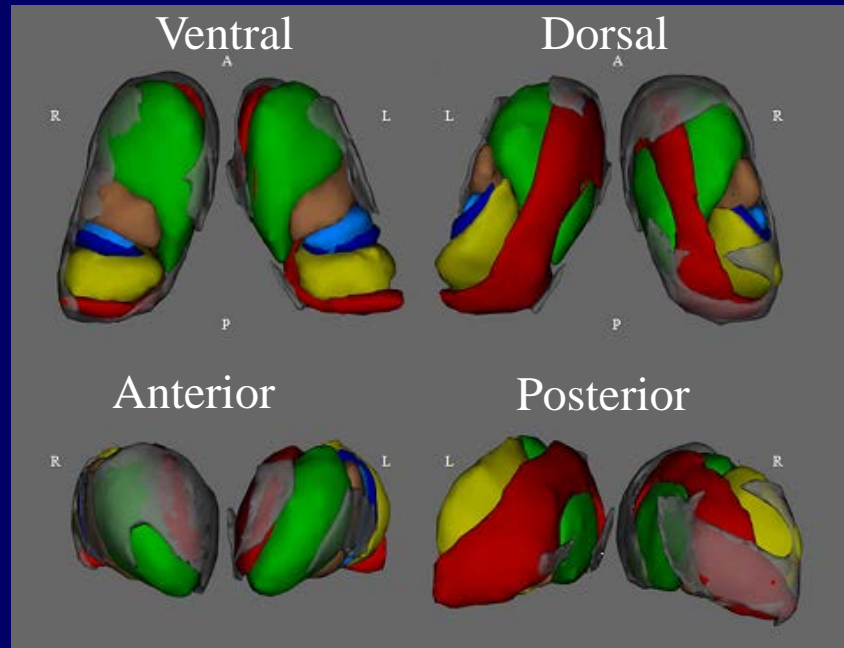 Ventral Dorsal
A A
R L L R
P P
Anterior Posterior
R L L R